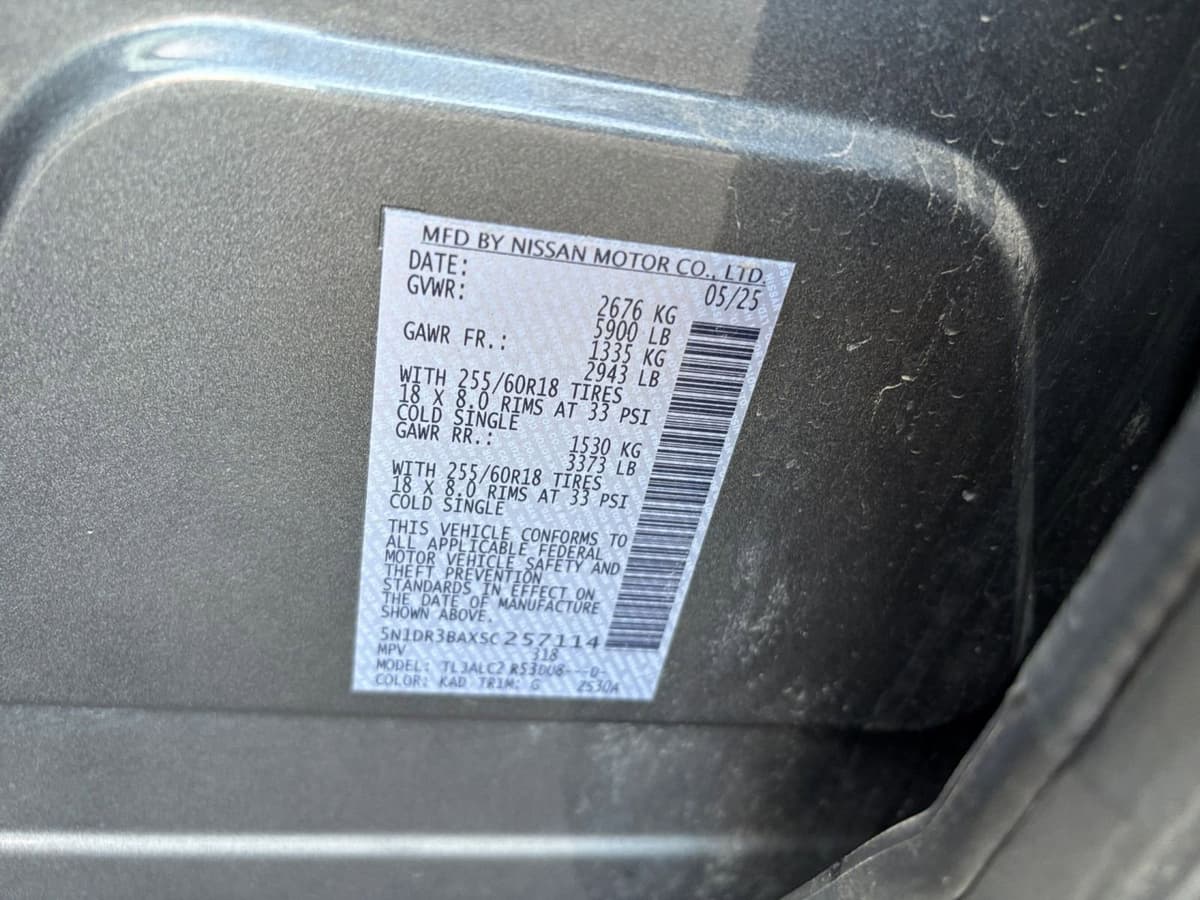 MFD BY NISSAN MOTOR CO., LTD.
DATE: 05/25
GVWR: 2676 KG
5900 LB
GAWR FR.: 1335 KG
2943 LB
WITH 255/60R18 TIRES
18 X 8.0 RIMS AT 33 PSI
COLD SINGLE
GAWR RR.: 1530 KG
3373 LB
WITH 255/60R18 TIRES
18 X 8.0 RIMS AT 33 PSI
COLD SINGLE
THIS VEHICLE CONFORMS TO
ALL APPLICABLE FEDERAL
MOTOR VEHICLE SAFETY AND
THEFT PREVENTION
STANDARDS IN EFFECT ON
THE DATE OF MANUFACTURE
SHOWN ABOVE.
5N1DR3BAXSC257114
MPV 318
MODEL: TL3ALC2
COLOR: KAD TRIM: G